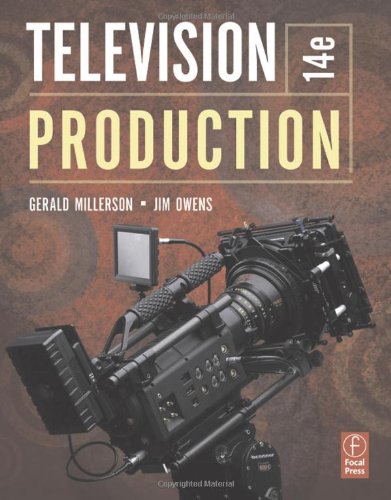 TELEVISION
14e
PRODUCTION
GERALD MILLERSON ▪ JIM OWENS
Focal
Press